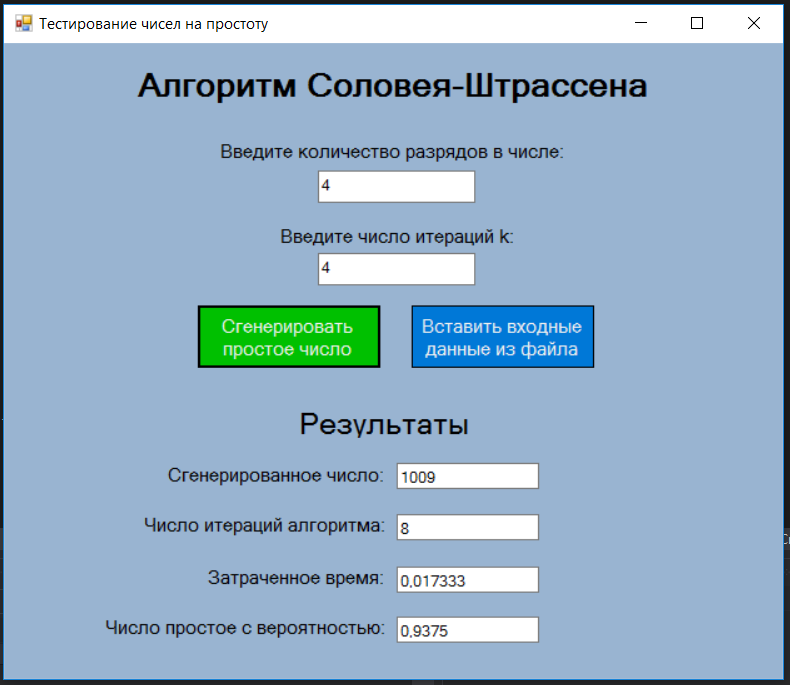 Тестирование чисел на простоту
Алгоритм Соловея-Штрассена
Введите количество разрядов в числе:
4
Введите число итераций k:
4
Сгенерировать
простое число
Вставить входные
данные из файла
Результаты
Сгенерированное число:
1009
Число итераций алгоритма:
8
Затраченное время:
0,017333
Число простое с вероятностью:
0,9375